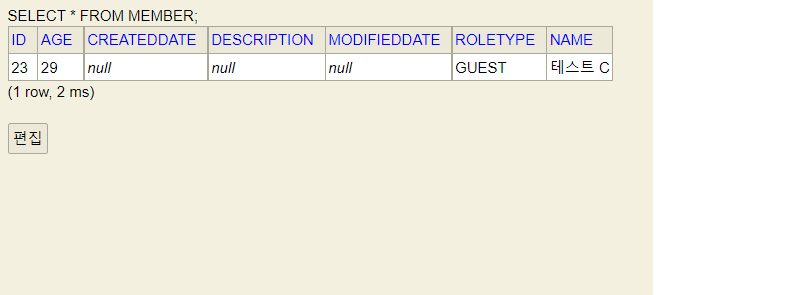 SELECT * FROM MEMBER;
ID AGE CREATEDDATE DESCRIPTION MODIFIEDDATE ROLETYPE NAME
23 29 null null null GUEST 테스트 C
(1 row, 2 ms)
편집